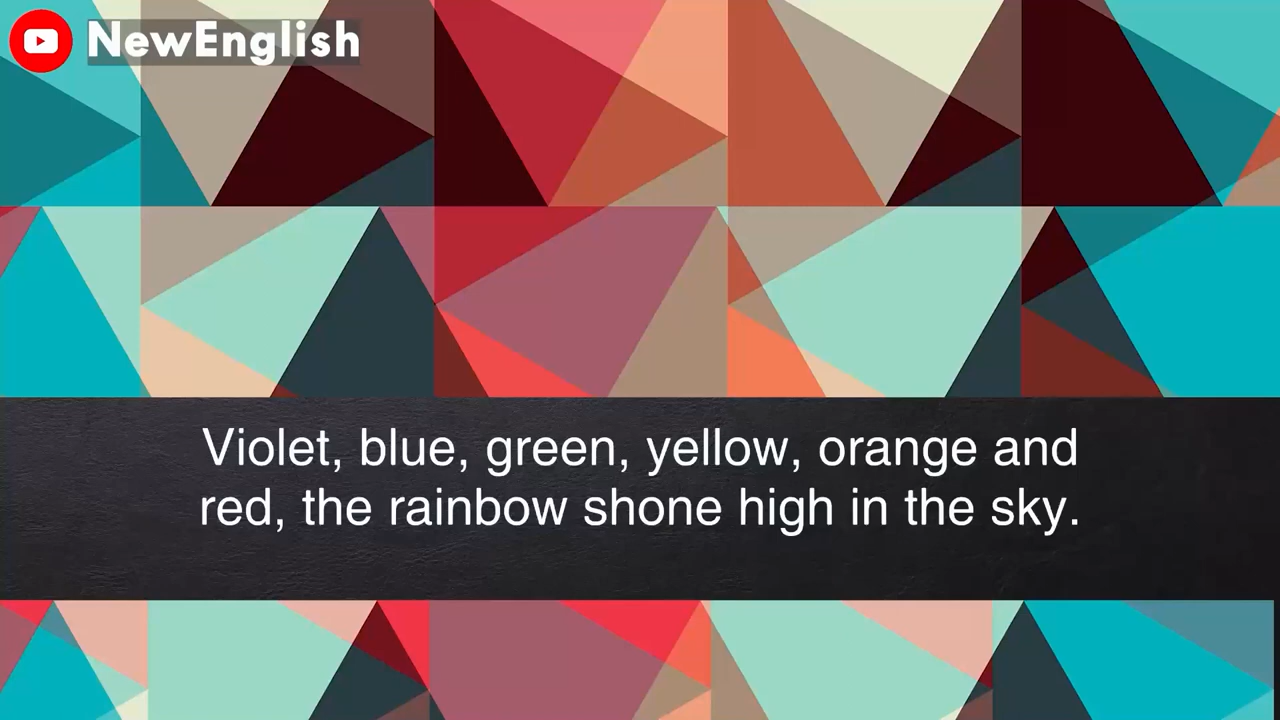 NewEnglish
Violet, blue, green, yellow, orange and
red, the rainbow shone high in the sky.